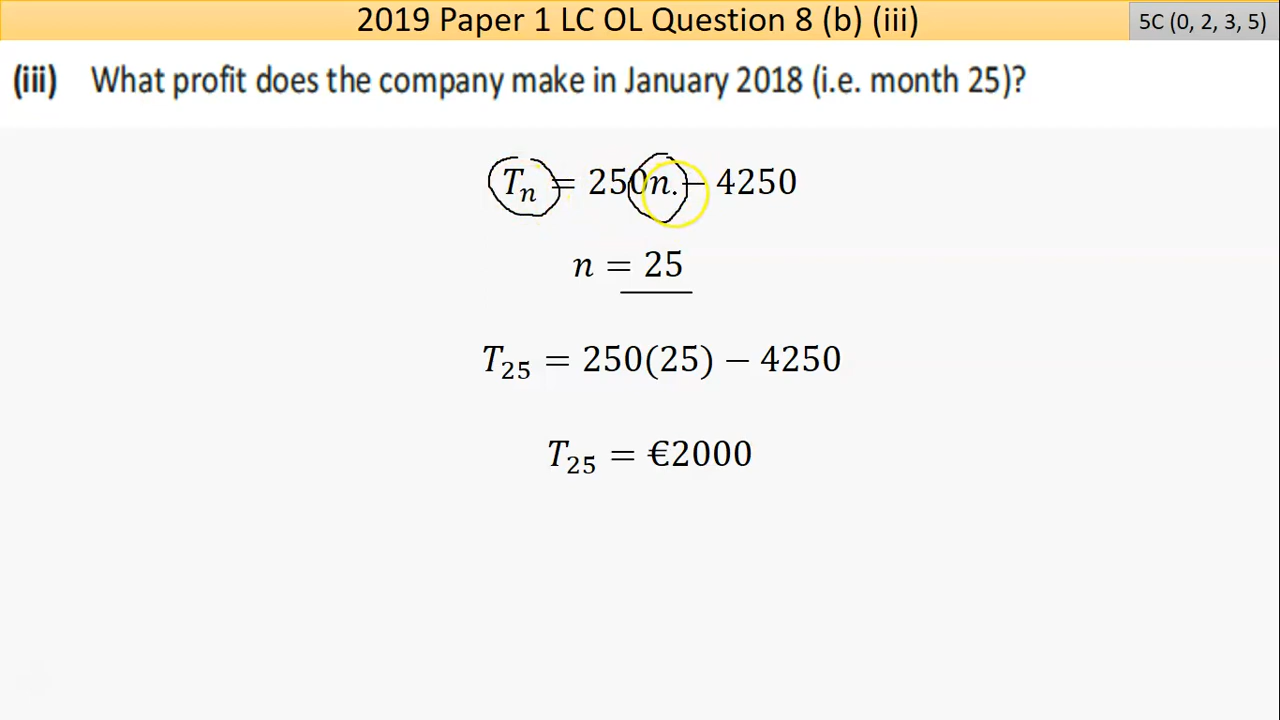 2019 Paper 1 LC OL Question 8 (b) (iii)
5C (0, 2, 3, 5)
(iii) What profit does the company make in January 2018 (i.e. month 25)?
Tₙ = 250n. − 4250
n = 25
T₂₅ = 250(25) − 4250
T₂₅ = €2000